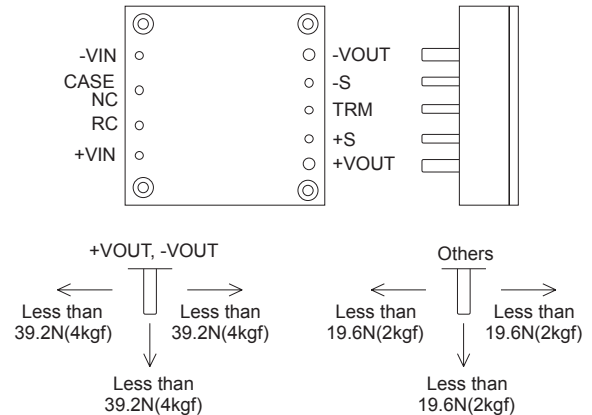 -VIN
CASE
NC
RC
+VIN
-VOUT
-S
TRM
+S
+VOUT
+VOUT, -VOUT
Less than
39.2N(4kgf)
Less than
39.2N(4kgf)
Less than
39.2N(4kgf)
Others
Less than
19.6N(2kgf)
Less than
19.6N(2kgf)
Less than
19.6N(2kgf)